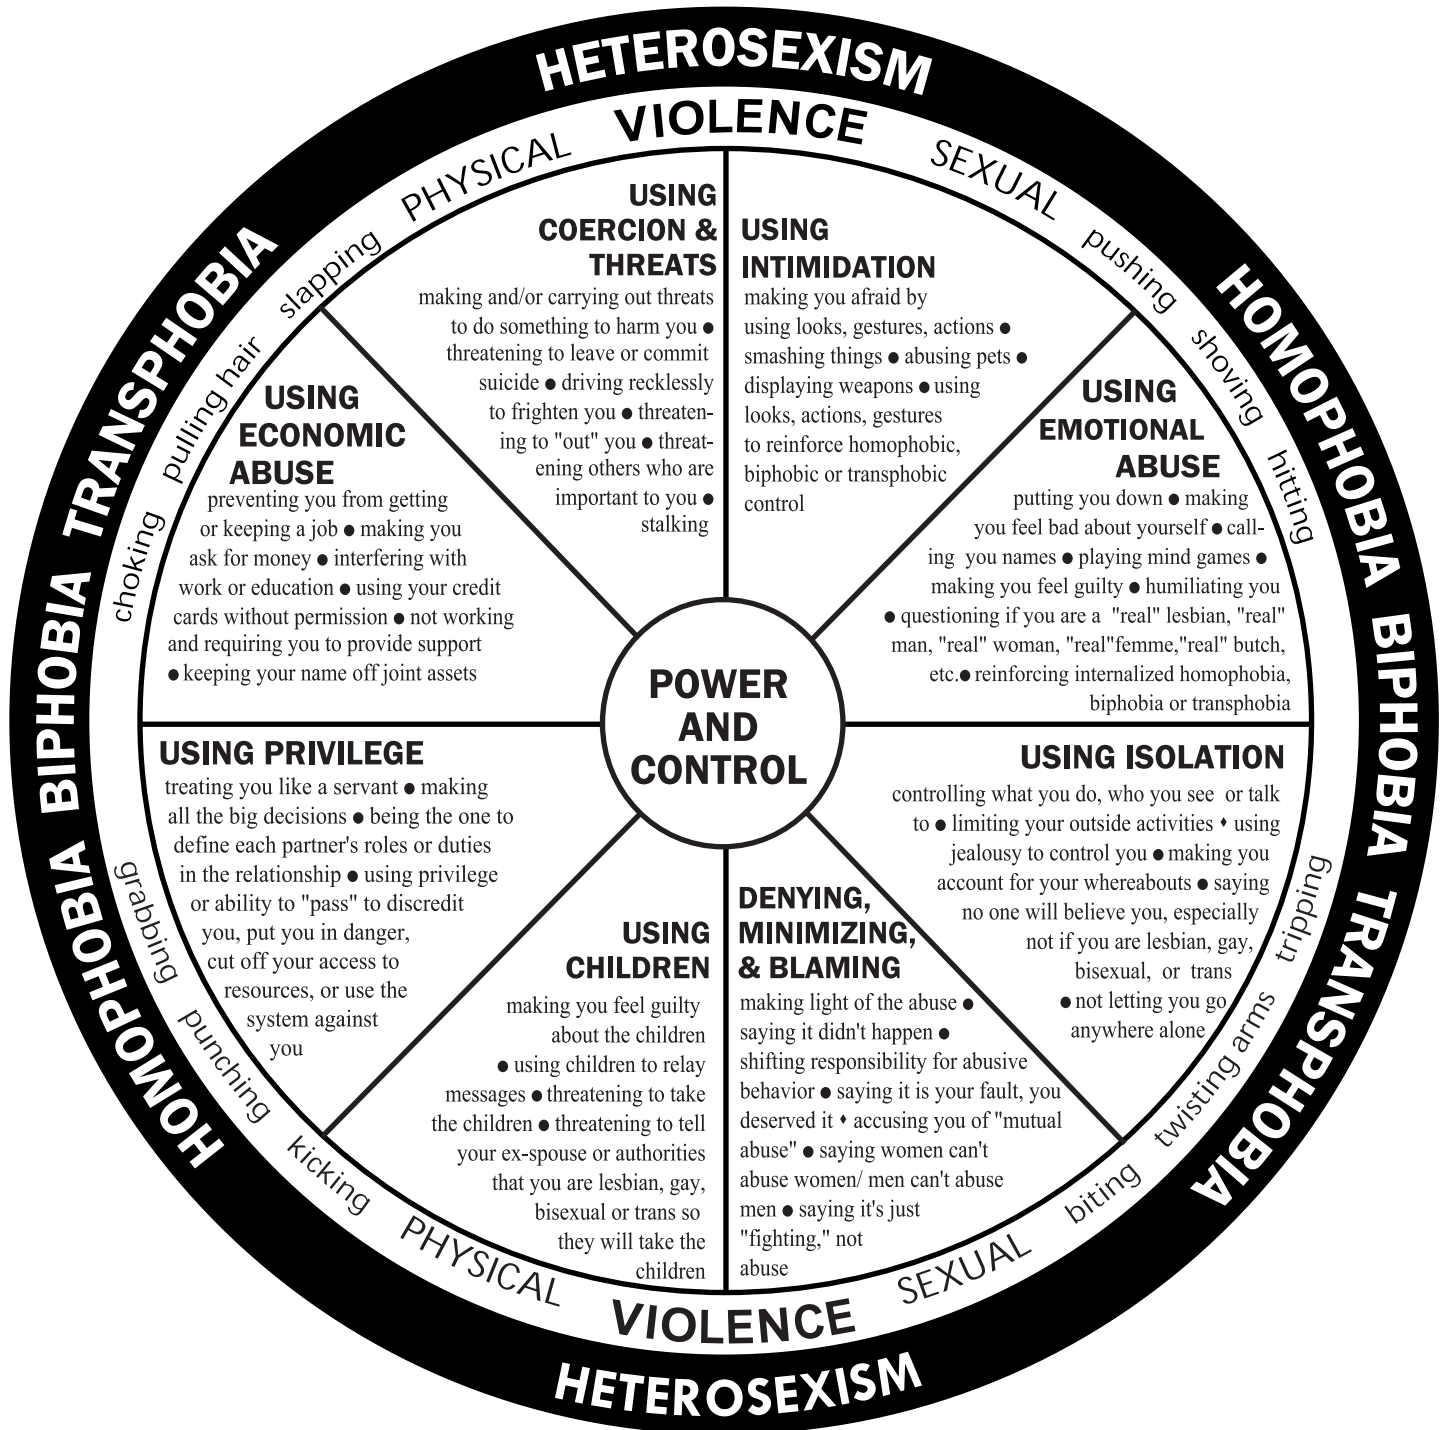 HETEROSEXISM
HOMOPHOBIA BIPHOBIA TRANSPHOBIA
HETEROSEXISM
HOMOPHOBIA BIPHOBIA TRANSPHOBIA
VIOLENCE
SEXUAL
pushing
shoving
hitting
tripping
twisting arms
biting
SEXUAL
VIOLENCE
PHYSICAL
kicking
punching
grabbing
choking
pulling hair
slapping
PHYSICAL
USING
COERCION &
THREATS
making and/or carrying out threats
to do something to harm you ●
threatening to leave or commit
suicide ● driving recklessly
to frighten you ● threaten-
ing to "out" you ● threat-
ening others who are
important to you ●
stalking
USING
INTIMIDATION
making you afraid by
using looks, gestures, actions ●
smashing things ● abusing pets ●
displaying weapons ● using
looks, actions, gestures
to reinforce homophobic,
biphobic or transphobic
control
USING
EMOTIONAL
ABUSE
putting you down ● making
you feel bad about yourself ● call-
ing you names ● playing mind games ●
making you feel guilty ● humiliating you
● questioning if you are a "real" lesbian, "real"
man, "real" woman, "real"femme,"real" butch,
etc.● reinforcing internalized homophobia,
biphobia or transphobia
USING ISOLATION
controlling what you do, who you see or talk
to ● limiting your outside activities ♦ using
jealousy to control you ● making you
account for your whereabouts ● saying
no one will believe you, especially
not if you are lesbian, gay,
bisexual, or trans
● not letting you go
anywhere alone
DENYING,
MINIMIZING,
& BLAMING
making light of the abuse ●
saying it didn't happen ●
shifting responsibility for abusive
behavior ● saying it is your fault, you
deserved it ♦ accusing you of "mutual
abuse" ● saying women can't
abuse women/ men can't abuse
men ● saying it's just
"fighting," not
abuse
USING
CHILDREN
making you feel guilty
about the children
● using children to relay
messages ● threatening to take
the children ● threatening to tell
your ex-spouse or authorities
that you are lesbian, gay,
bisexual or trans so
they will take the
children
USING PRIVILEGE
treating you like a servant ● making
all the big decisions ● being the one to
define each partner's roles or duties
in the relationship ● using privilege
or ability to "pass" to discredit
you, put you in danger,
cut off your access to
resources, or use the
system against
you
USING
ECONOMIC
ABUSE
preventing you from getting
or keeping a job ● making you
ask for money ● interfering with
work or education ● using your credit
cards without permission ● not working
and requiring you to provide support
● keeping your name off joint assets
POWER
AND
CONTROL